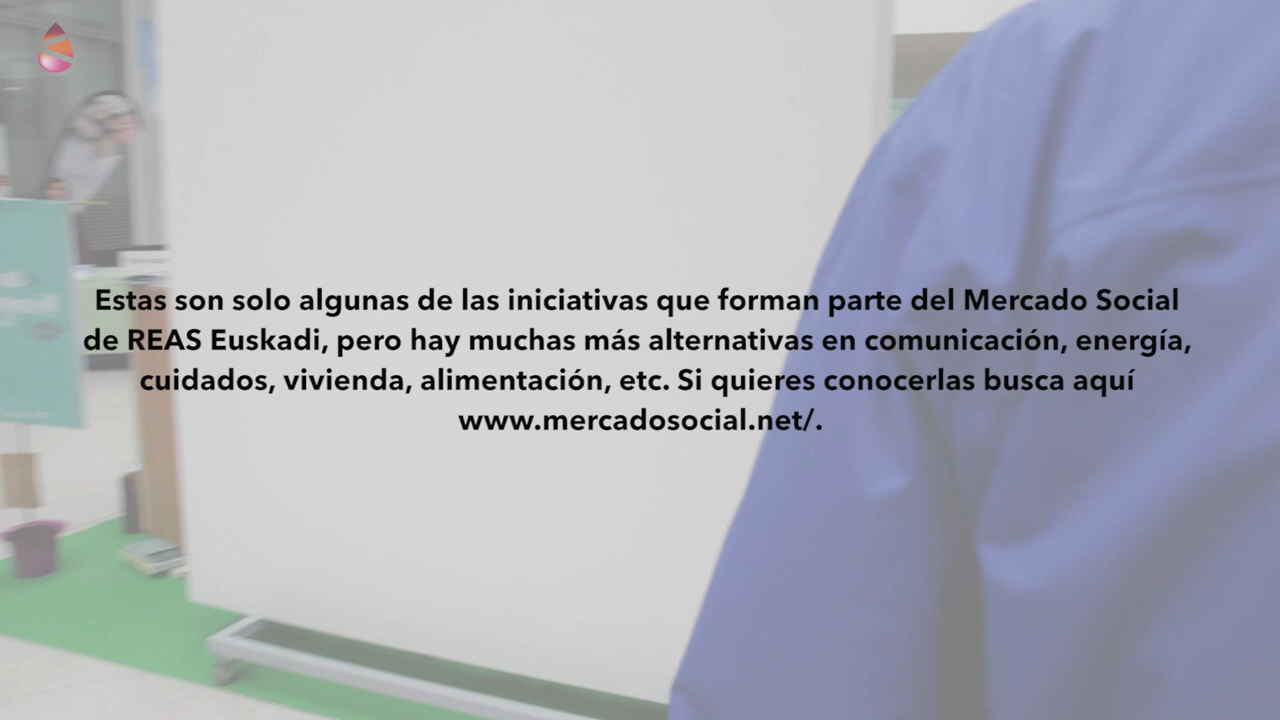 Estas son solo algunas de las iniciativas que forman parte del Mercado Social
de REAS Euskadi, pero hay muchas más alternativas en comunicación, energía,
cuidados, vivienda, alimentación, etc. Si quieres conocerlas busca aquí
www.mercadosocial.net/.